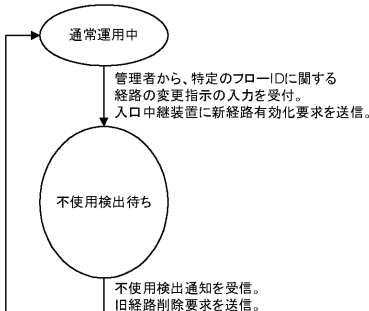 通常運用中
管理者から、特定のフローIDに関する
経路の変更指示の入力を受付。
入口中継装置に新経路有効化要求を送信。
不使用検出待ち
不使用検出通知を受信。
旧経路削除要求を送信。